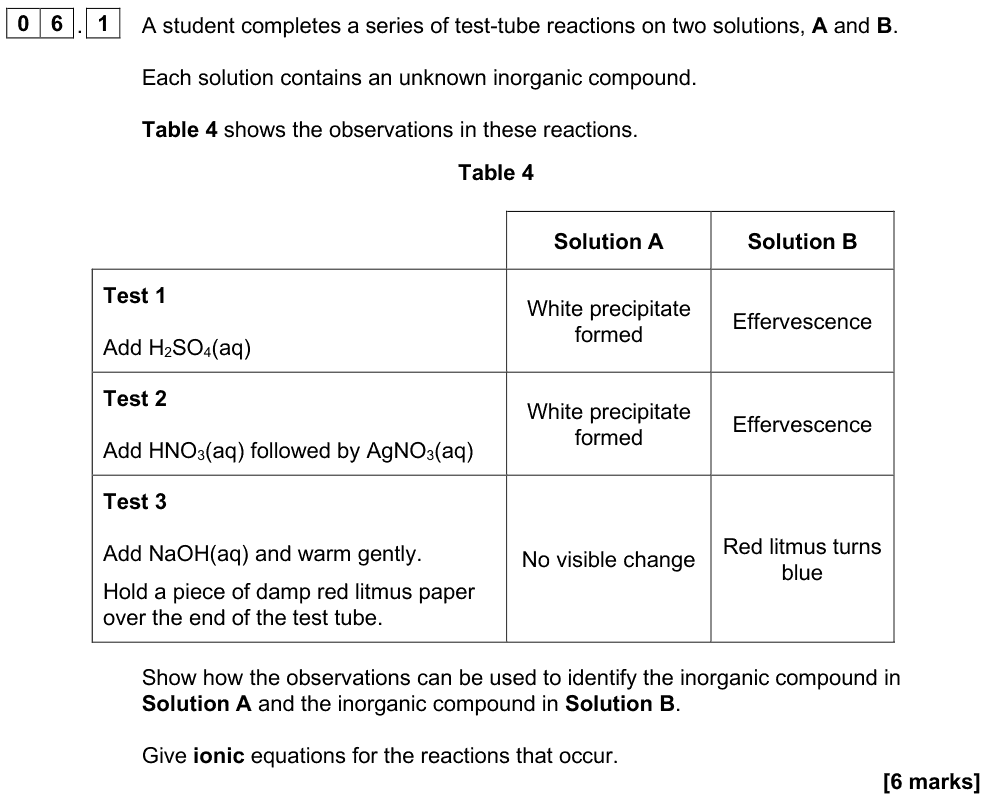 0 6 . 1 A student completes a series of test-tube reactions on two solutions, A and B.
Each solution contains an unknown inorganic compound.
Table 4 shows the observations in these reactions.
Table 4
Solution A Solution B
Test 1
Add H₂SO₄(aq)
White precipitate
formed
Effervescence
Test 2
Add HNO₃(aq) followed by AgNO₃(aq)
White precipitate
formed
Effervescence
Test 3
Add NaOH(aq) and warm gently.
Hold a piece of damp red litmus paper
over the end of the test tube.
No visible change
Red litmus turns
blue
Show how the observations can be used to identify the inorganic compound in
Solution A and the inorganic compound in Solution B.
Give ionic equations for the reactions that occur.
[6 marks]